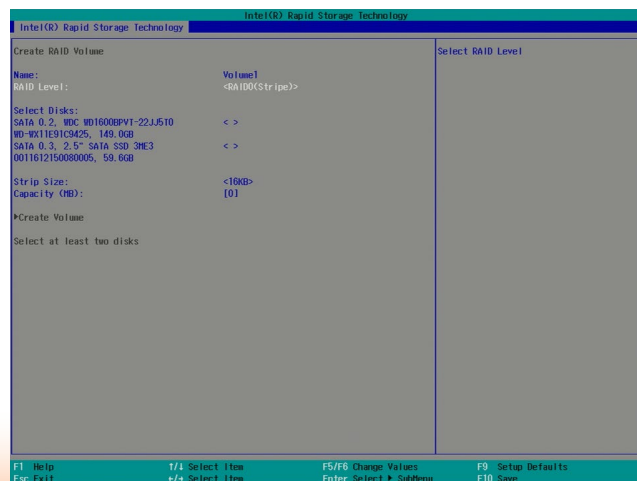 Intel(R) Rapid Storage Technology
Intel(R) Rapid Storage Technology
Create RAID Volume
Select RAID Level
Name: Volume1
RAID Level: <RAID0(Stripe)>
Select Disks:
SATA 0.2, WDC WD1600BPVT-22JJ5T0 < >
WD-WX11E91C9425, 149.0GB
SATA 0.3, 2.5" SATA SSD 3ME3 < >
0011612150080005, 59.6GB
Strip Size: <16KB>
Capacity (MB): [0]
▶Create Volume
Select at least two disks
F1 Help ↑/↓ Select Item F5/F6 Change Values F9 Setup Defaults
Esc Exit ←/→ Select Item Enter Select ▶ SubMenu F10 Save